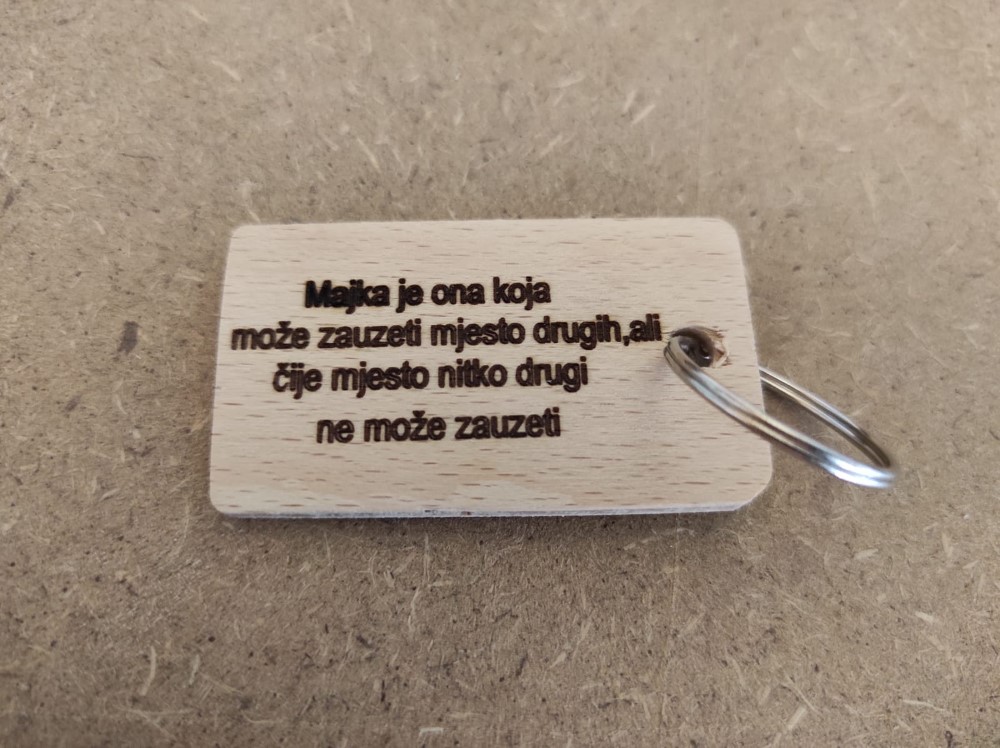 Majka je ona koja
može zauzeti mjesto drugih,ali
čije mjesto nitko drugi
ne može zauzeti